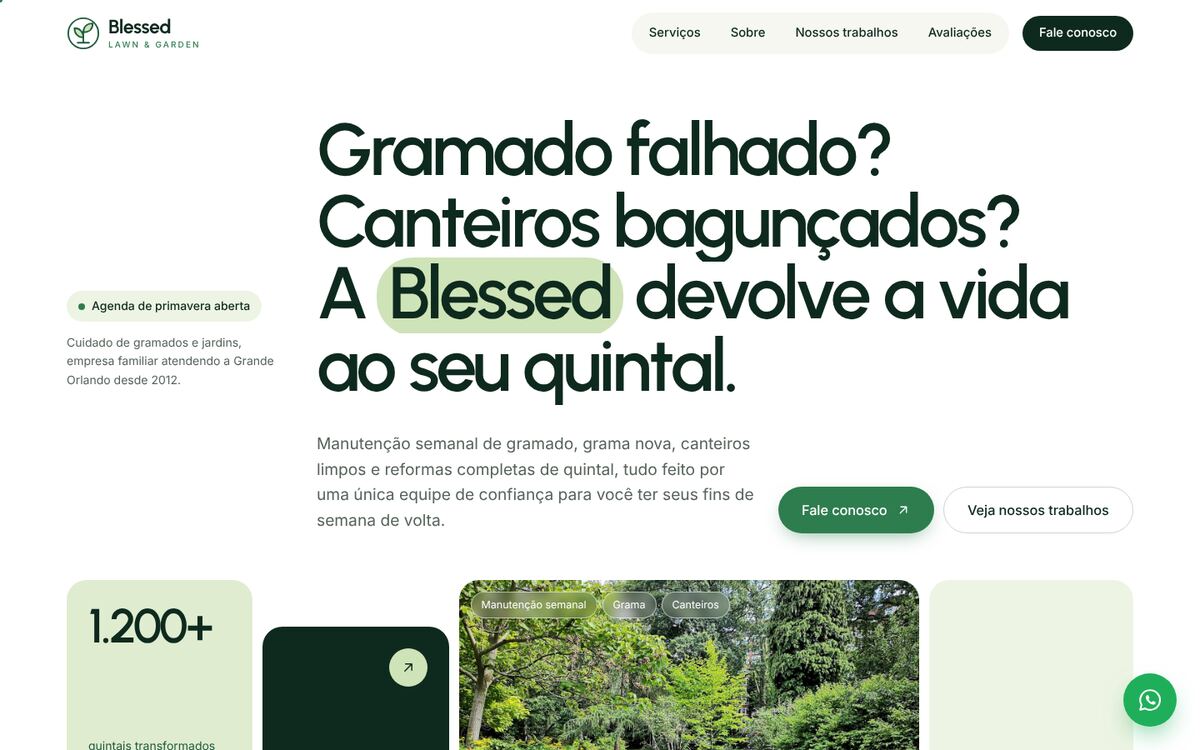 Blessed
LAWN & GARDEN
Serviços
Sobre
Nossos trabalhos
Avaliações
Fale conosco
Gramado falhado?
Canteiros bagunçados?
A Blessed devolve a vida
ao seu quintal.
Agenda de primavera aberta
Cuidado de gramados e jardins,
empresa familiar atendendo a Grande
Orlando desde 2012.
Manutenção semanal de gramado, grama nova, canteiros
limpos e reformas completas de quintal, tudo feito por
uma única equipe de confiança para você ter seus fins de
semana de volta.
Fale conosco
Veja nossos trabalhos
1.200+
quintais transformados
Manutenção semanal
Grama
Canteiros